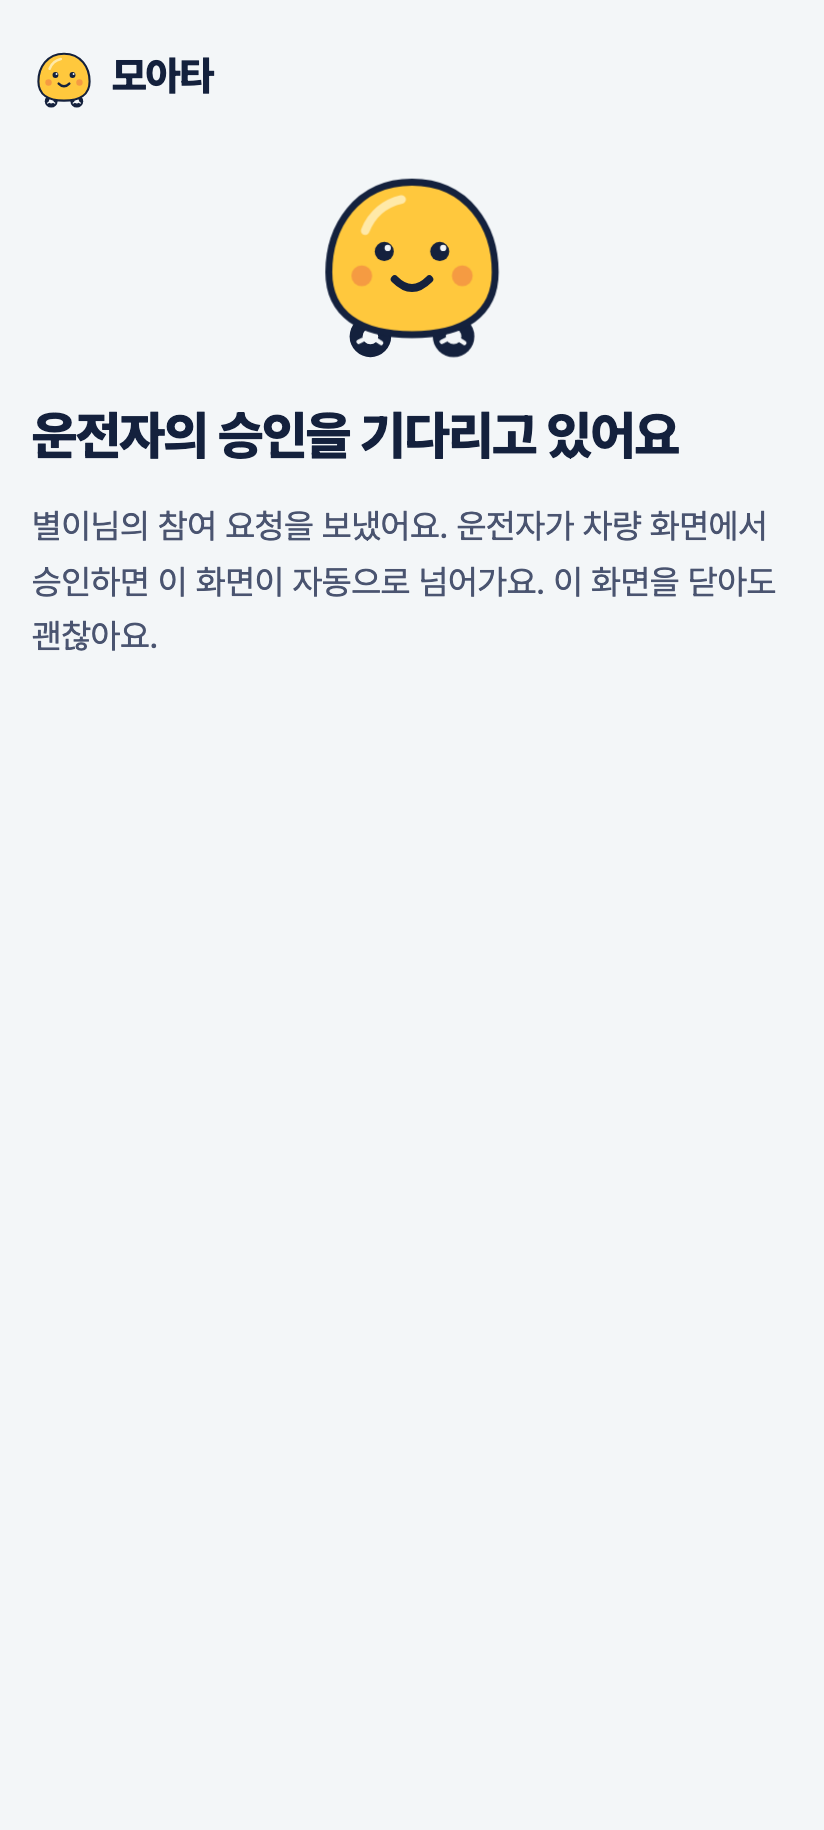 모아타
운전자의 승인을 기다리고 있어요
별이님의 참여 요청을 보냈어요. 운전자가 차량 화면에서
승인하면 이 화면이 자동으로 넘어가요. 이 화면을 닫아도
괜찮아요.